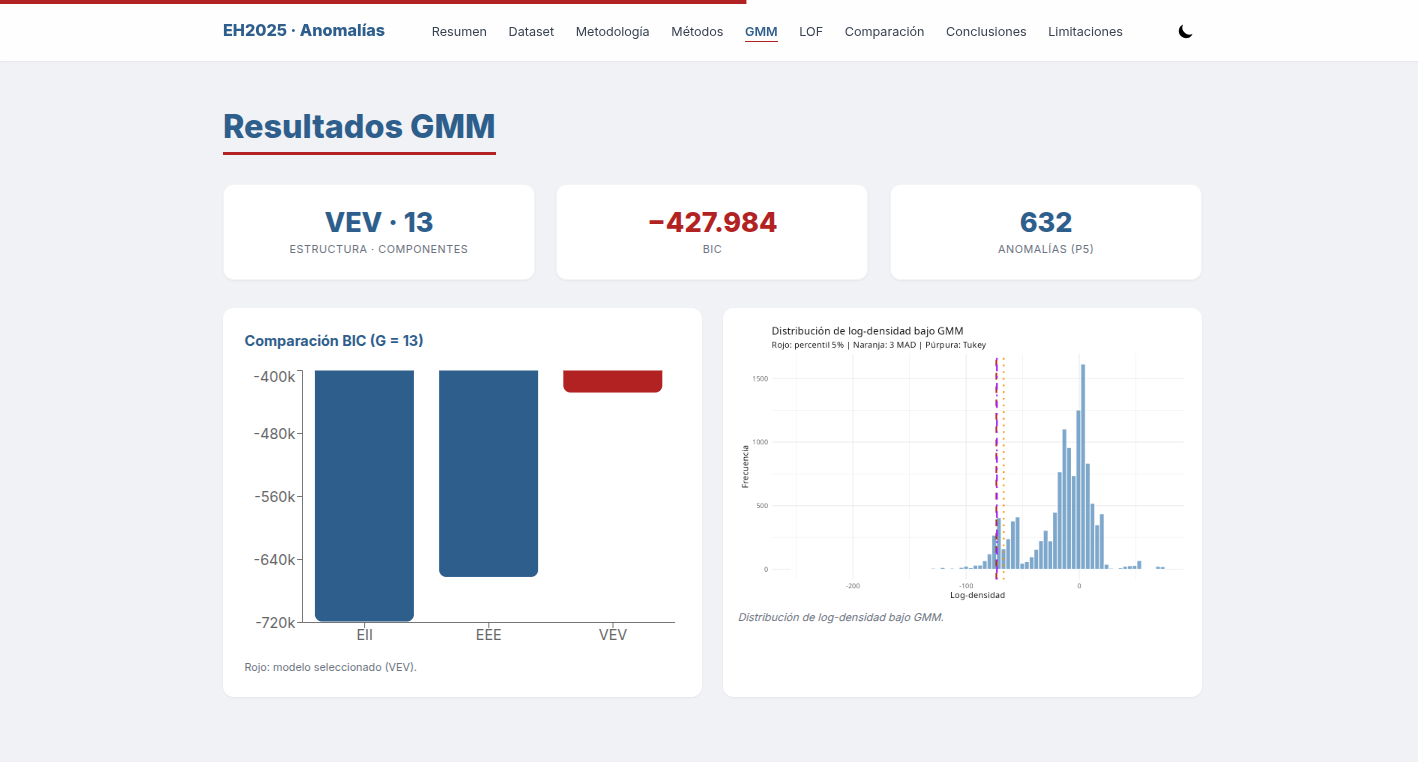 EH2025 · Anomalías
Resumen
Dataset
Metodología
Métodos
GMM
LOF
Comparación
Conclusiones
Limitaciones
Resultados GMM
VEV · 13
ESTRUCTURA · COMPONENTES
−427.984
BIC
632
ANOMALÍAS (P5)
Comparación BIC (G = 13)
-400k
-480k
-560k
-640k
-720k
EII
EEE
VEV
Rojo: modelo seleccionado (VEV).
Distribución de log-densidad bajo GMM
Rojo: percentil 5% | Naranja: 3 MAD | Púrpura: Tukey
Frecuencia
1500
1000
500
0
-200
-100
0
Log-densidad
Distribución de log-densidad bajo GMM.